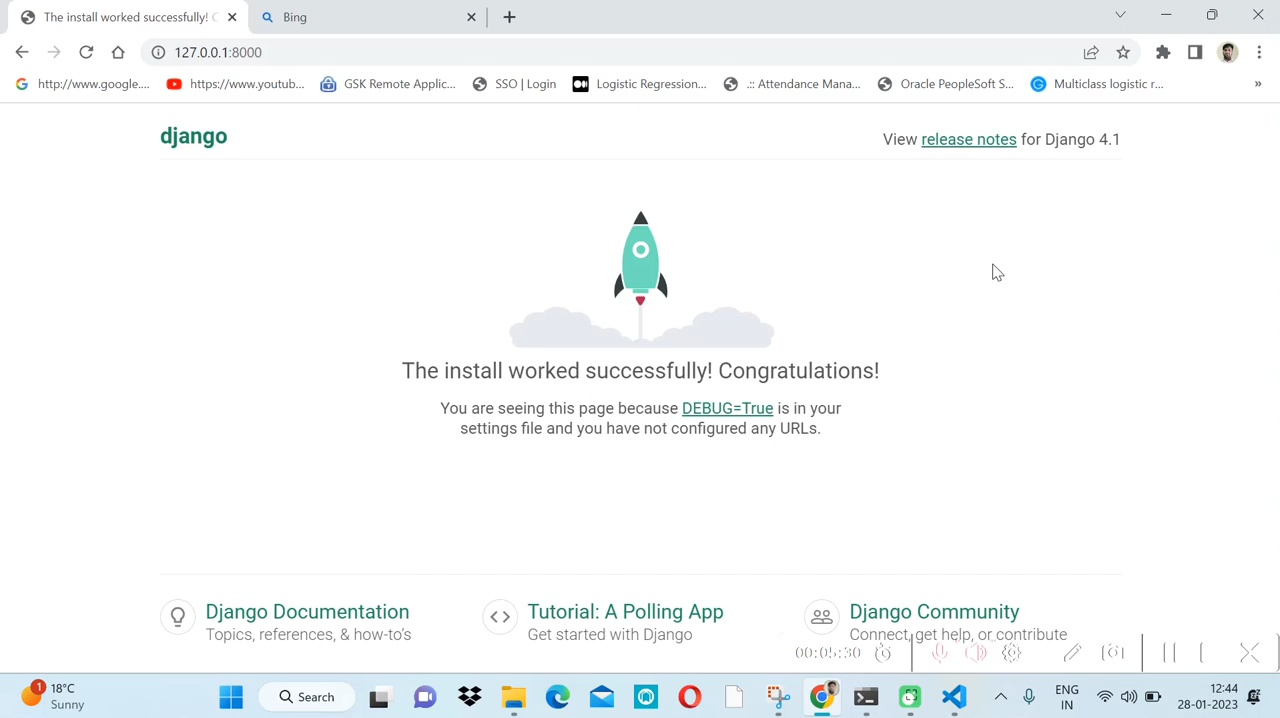 The install worked successfully! C
Bing
127.0.0.1:8000
http://www.google....
https://www.youtub...
GSK Remote Applic...
SSO | Login
Logistic Regression...
.:: Attendance Mana...
Oracle PeopleSoft S...
Multiclass logistic r...
»
django
View release notes for Django 4.1
The install worked successfully! Congratulations!
You are seeing this page because DEBUG=True is in your
settings file and you have not configured any URLs.
Django Documentation
Topics, references, & how-to's
Tutorial: A Polling App
Get started with Django
Django Community
Connect, get help, or contribute
00:05:30
1
18°C
Sunny
Search
ENG
IN
12:44
28-01-2023